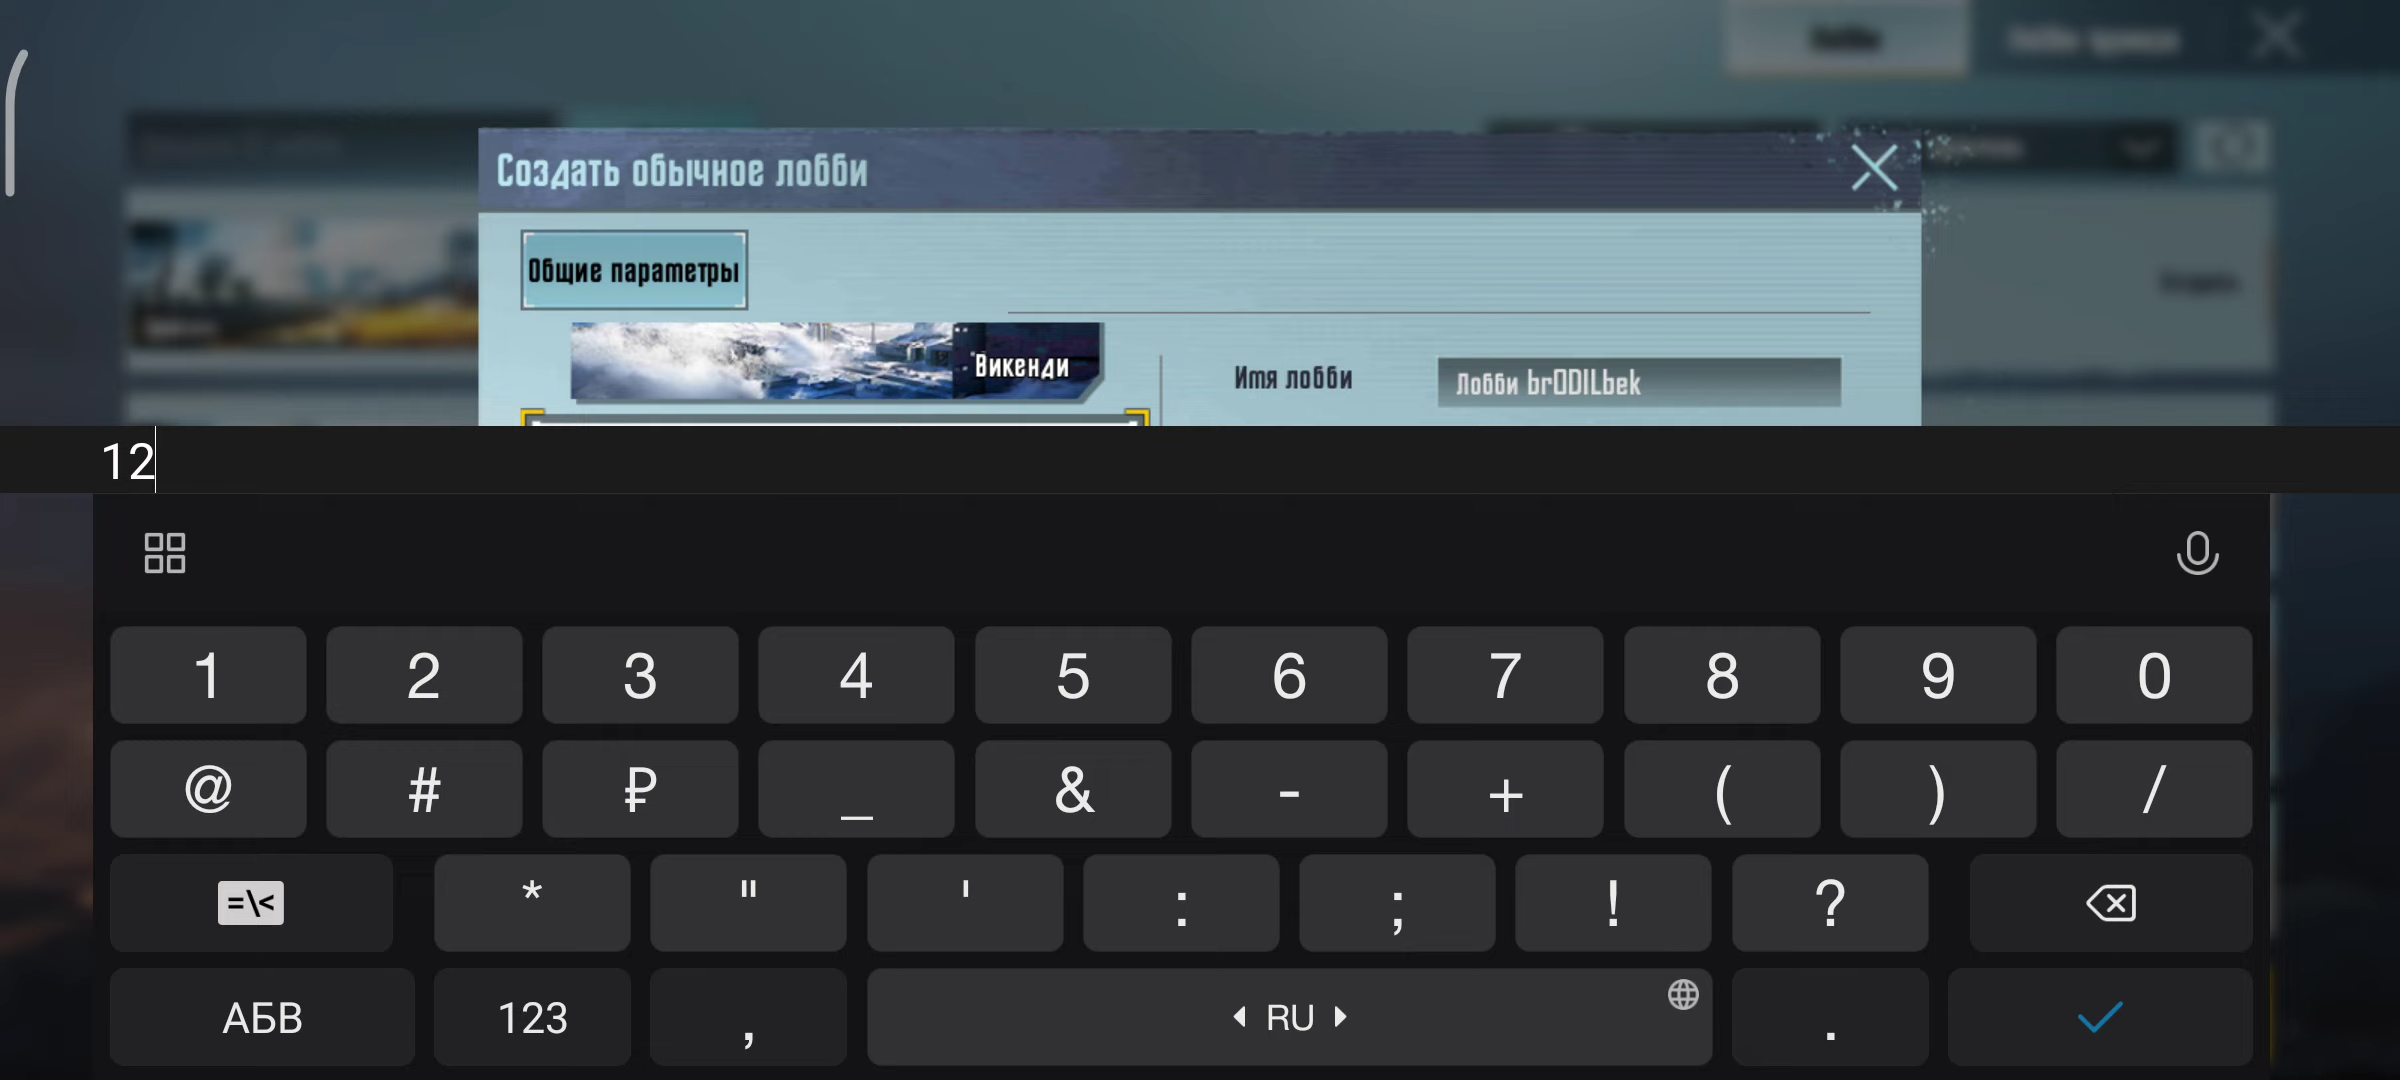 Создать обычное лобби
Общие параметры
Викенди
Имя лобби
Лобби brODILbek
12
1 2 3 4 5 6 7 8 9 0
@ # ₽ _ & - + ( ) /
=\< * " ' : ; ! ?
АБВ 123 , RU .